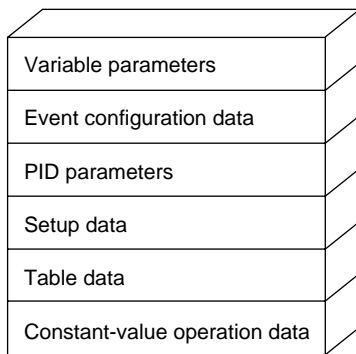 Variable parameters
Event configuration data
PID parameters
Setup data
Table data
Constant-value operation data